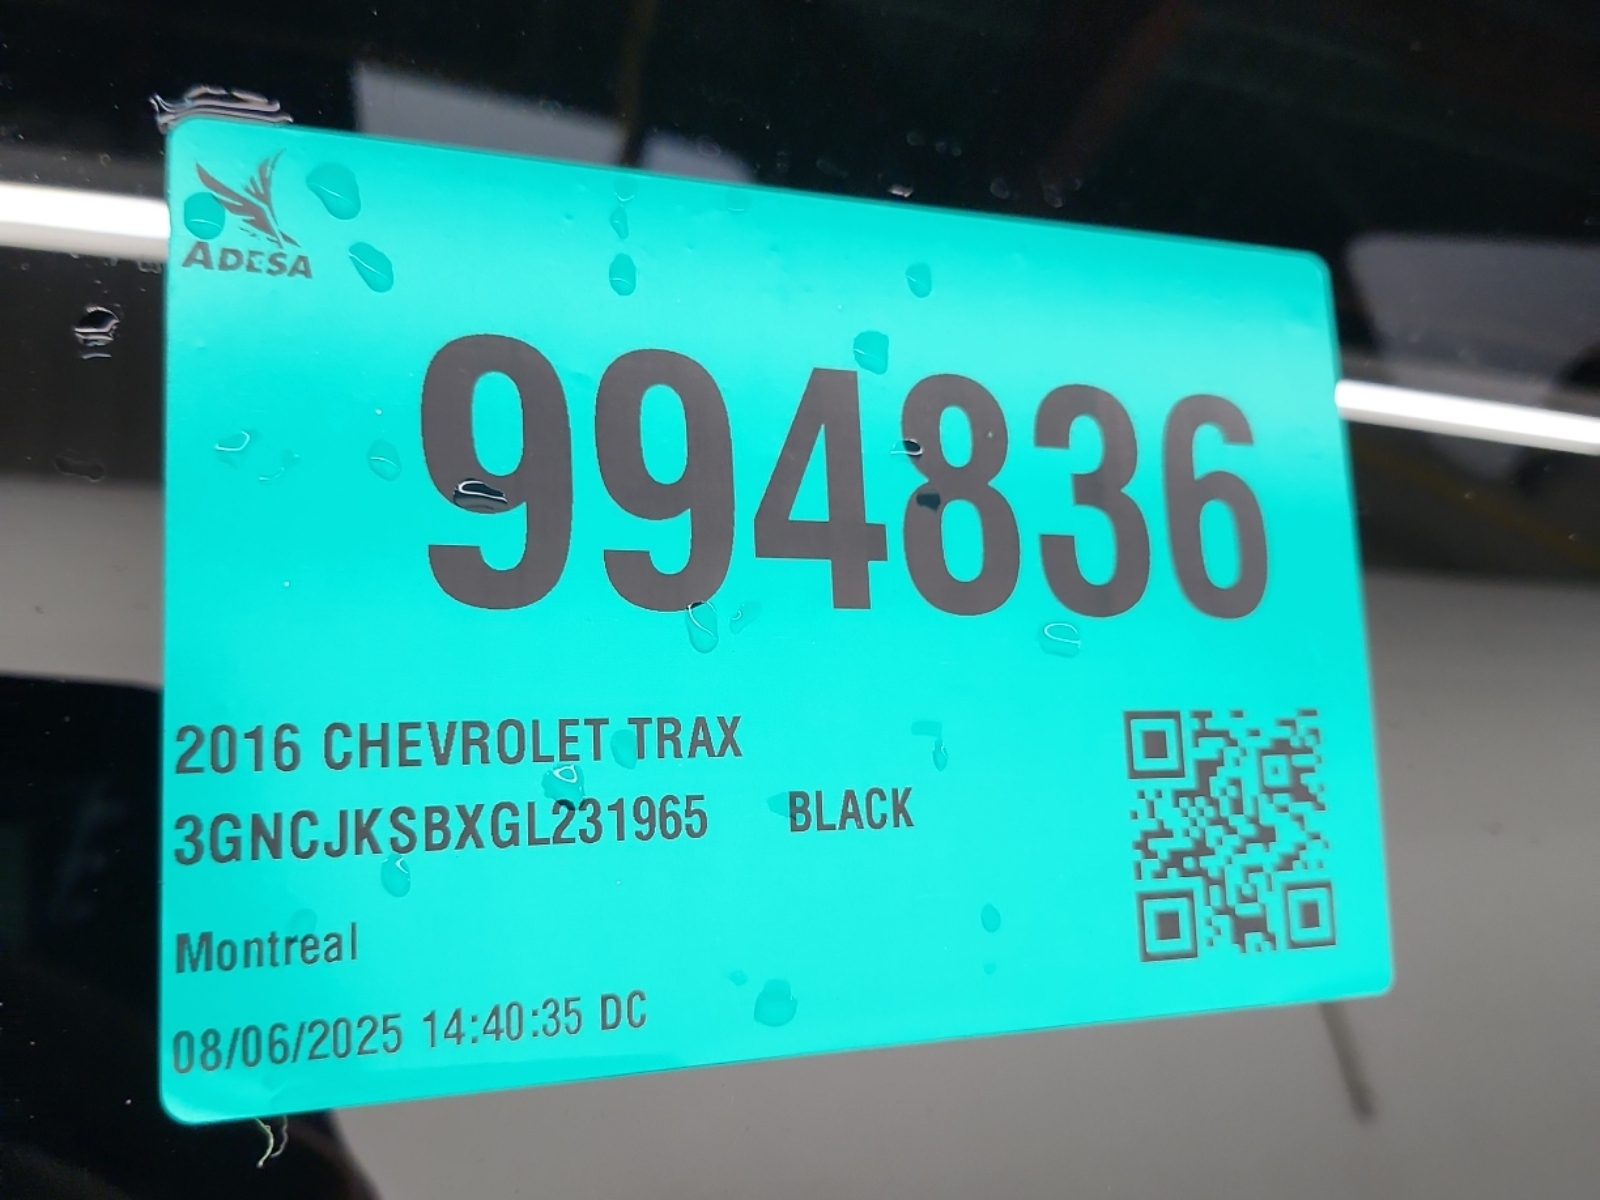 ADESA
994836
2016 CHEVROLET TRAX
3GNCJKSBXGL231965 BLACK
Montreal
08/06/2025 14:40:35 DC